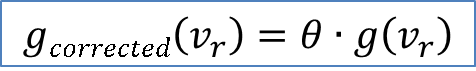 g_corrected(v_r) = θ · g(v_r)